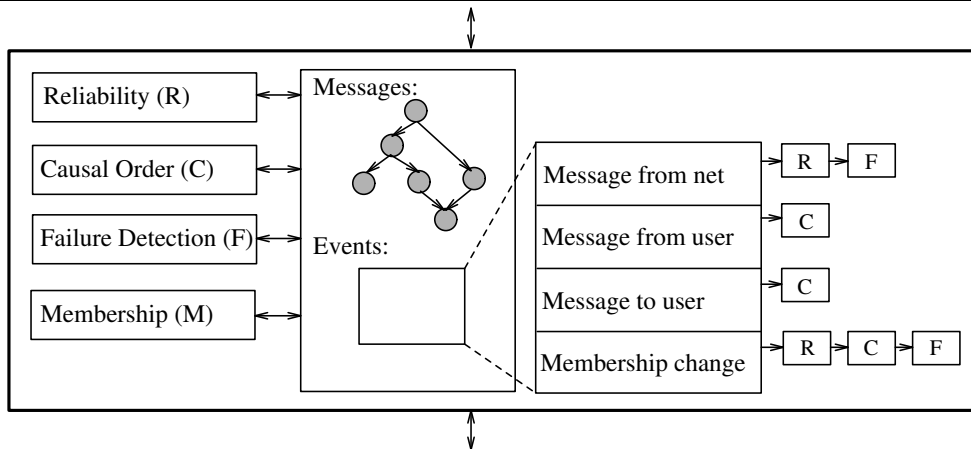 Reliability (R)
Causal Order (C)
Failure Detection (F)
Membership (M)
Messages:
Events:
Message from net
R
F
Message from user
C
Message to user
C
Membership change
R
C
F